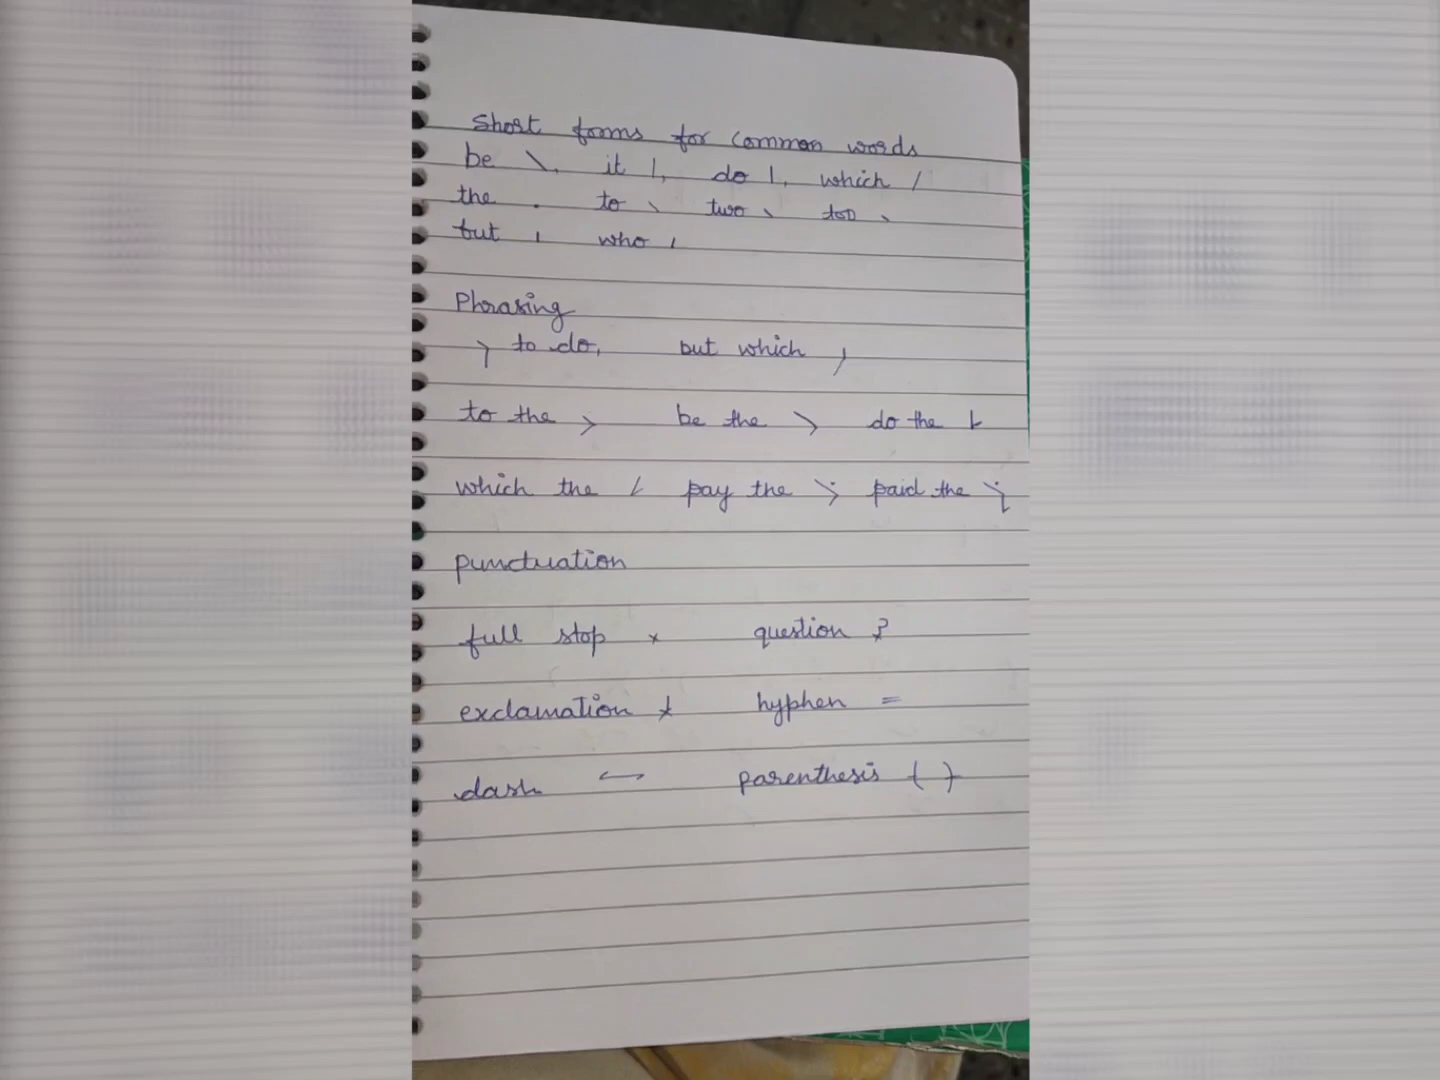 Short forms for common words
be \, it |, do |, which /
the . to \ two \ too \
but | who /
Phrasing
to do, but which
to the be the do the
which the pay the paid the
punctuation
full stop × question ?
exclamation hyphen =
dash parenthesis ( )